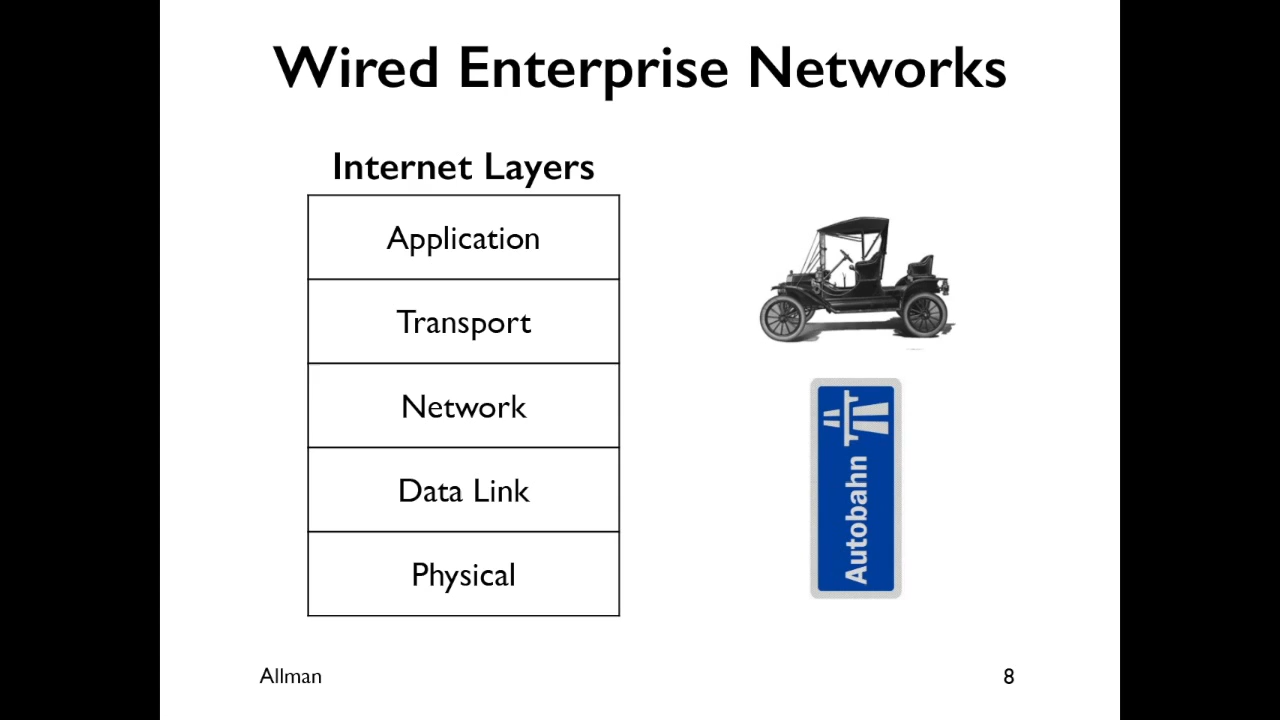 Wired Enterprise Networks
Internet Layers
Application
Transport
Network
Data Link
Physical
Autobahn
Allman
8